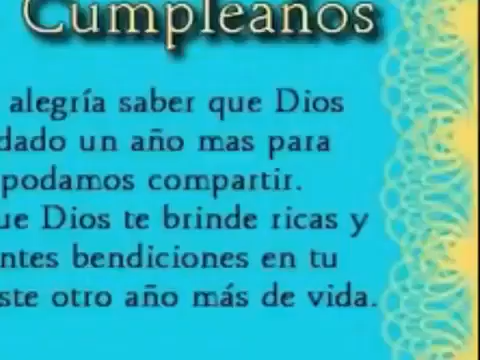 Cumpleaños
alegría saber que Dios
dado un año mas para
podamos compartir.
ue Dios te brinde ricas y
ntes bendiciones en tu
ste otro año más de vida.